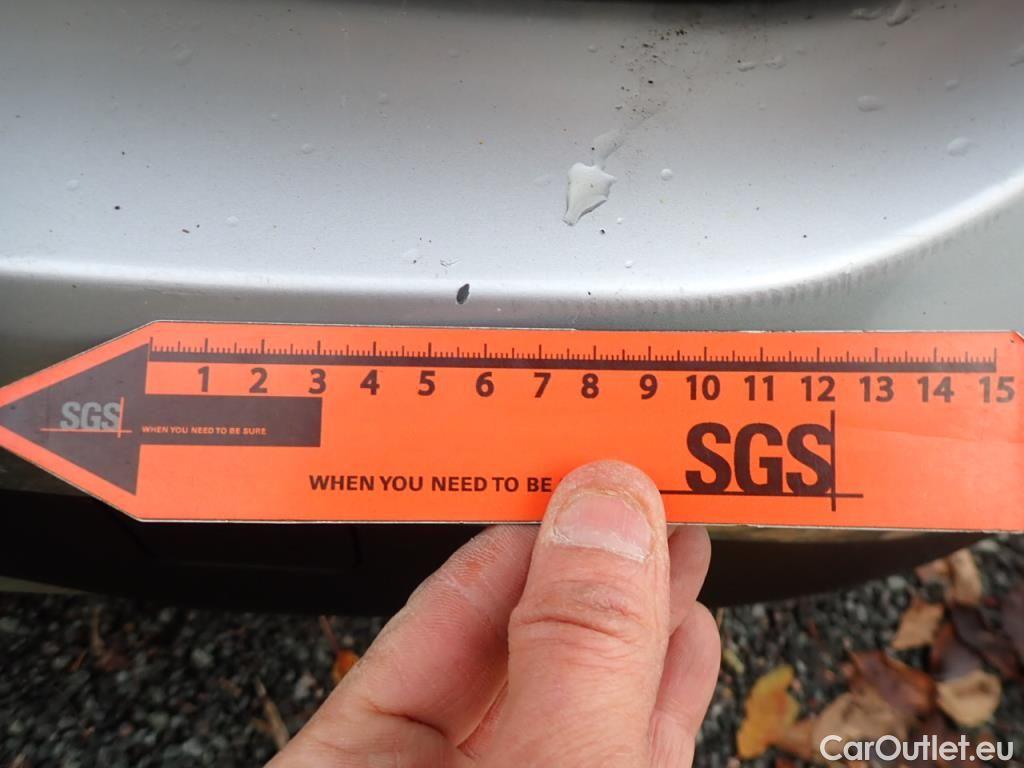 1 2 3 4 5 6 7 8 9 10 11 12 13 14 15
SGS
WHEN YOU NEED TO BE SURE
SGS
WHEN YOU NEED TO BE
CarOutlet.eu